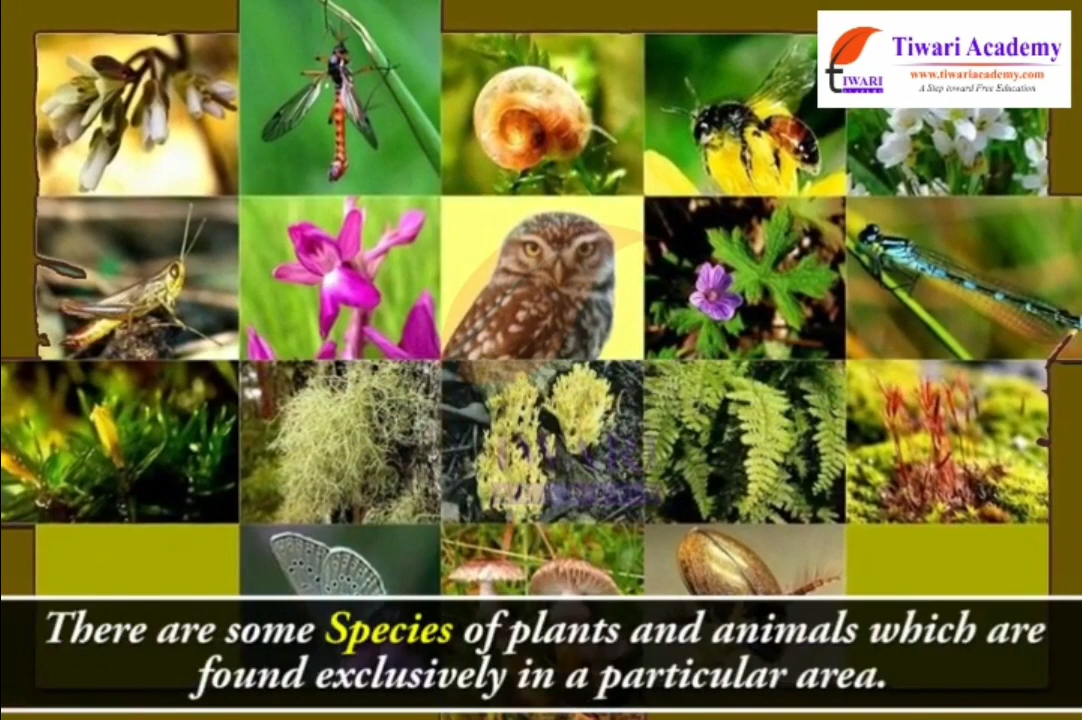 Tiwari Academy
TIWARI
ACADEMY
www.tiwariacademy.com
A Step toward Free Education
There are some Species of plants and animals which are
found exclusively in a particular area.